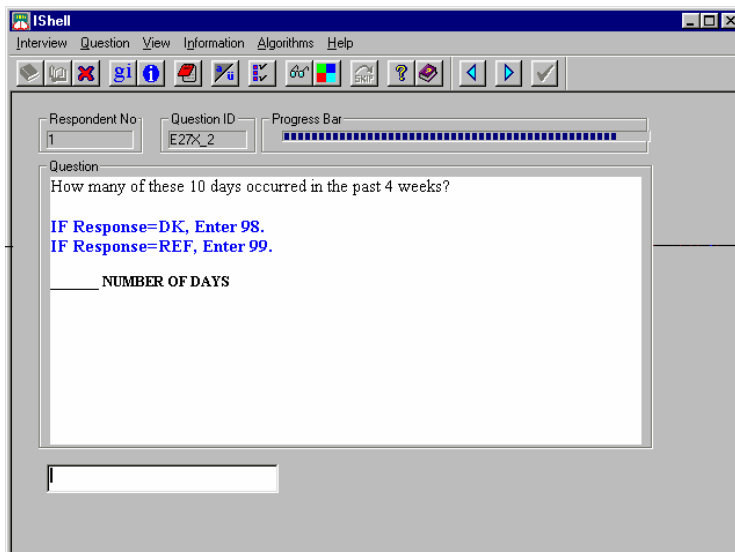 IShell
Interview Question View Information Algorithms Help
gi i a/ü SKIP ?
Respondent No Question ID Progress Bar
1 E27X_2
Question
How many of these 10 days occurred in the past 4 weeks?
IF Response=DK, Enter 98.
IF Response=REF, Enter 99.
______ NUMBER OF DAYS